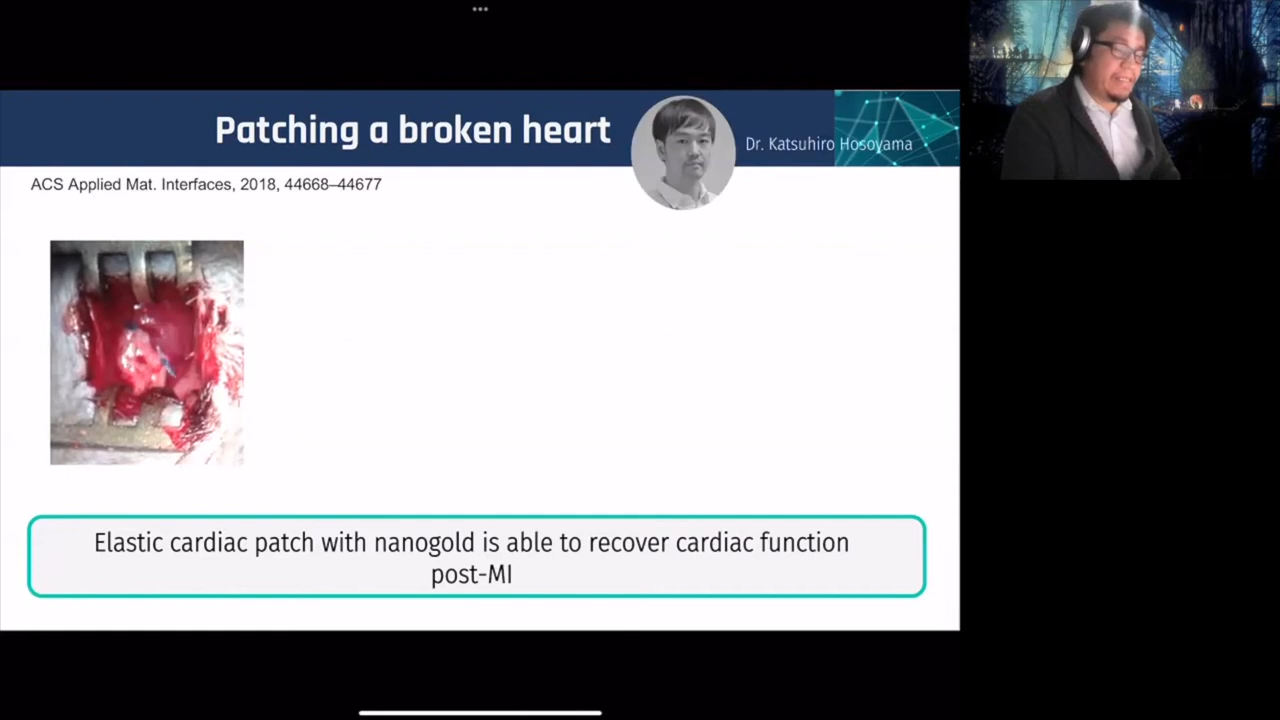 Patching a broken heart
Dr. Katsuhiro Hosoyama
ACS Applied Mat. Interfaces, 2018, 44668–44677
Elastic cardiac patch with nanogold is able to recover cardiac function
post-MI